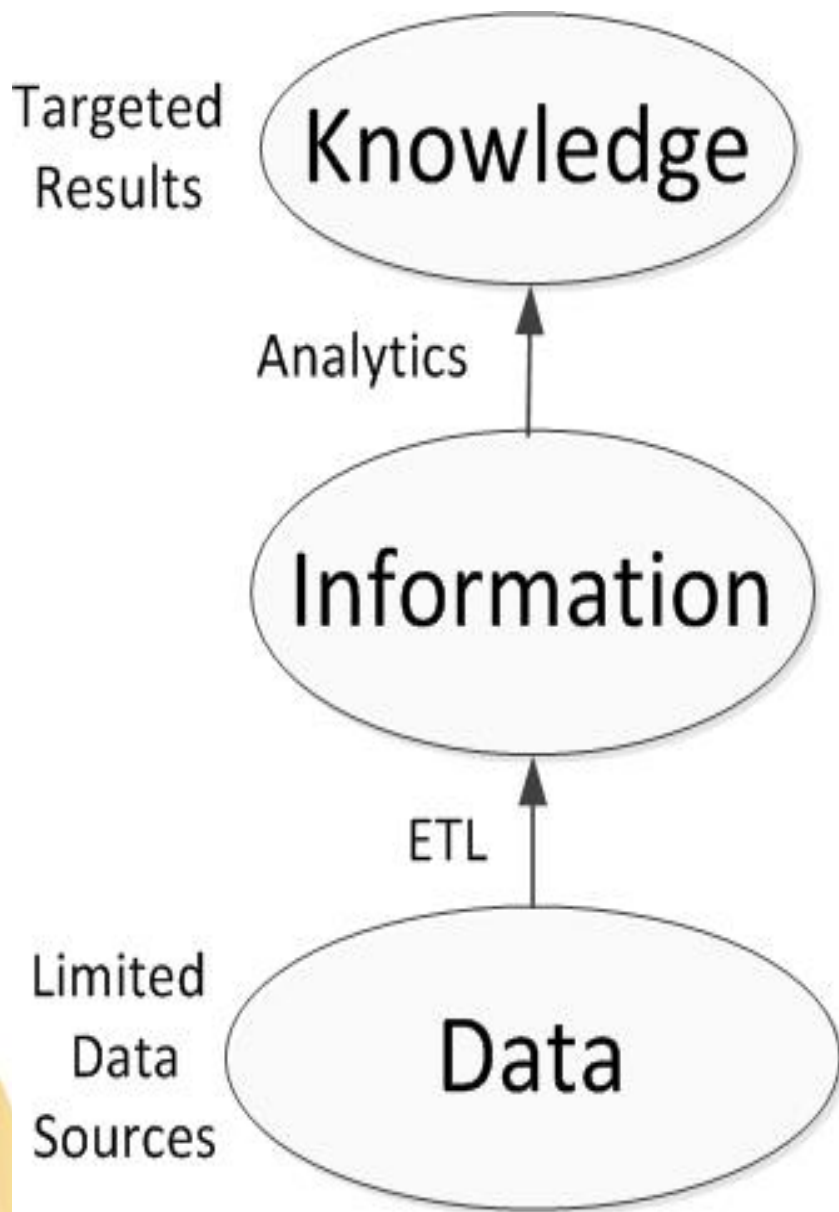 Targeted
Results
Knowledge
Analytics
Information
ETL
Limited
Data
Sources
Data